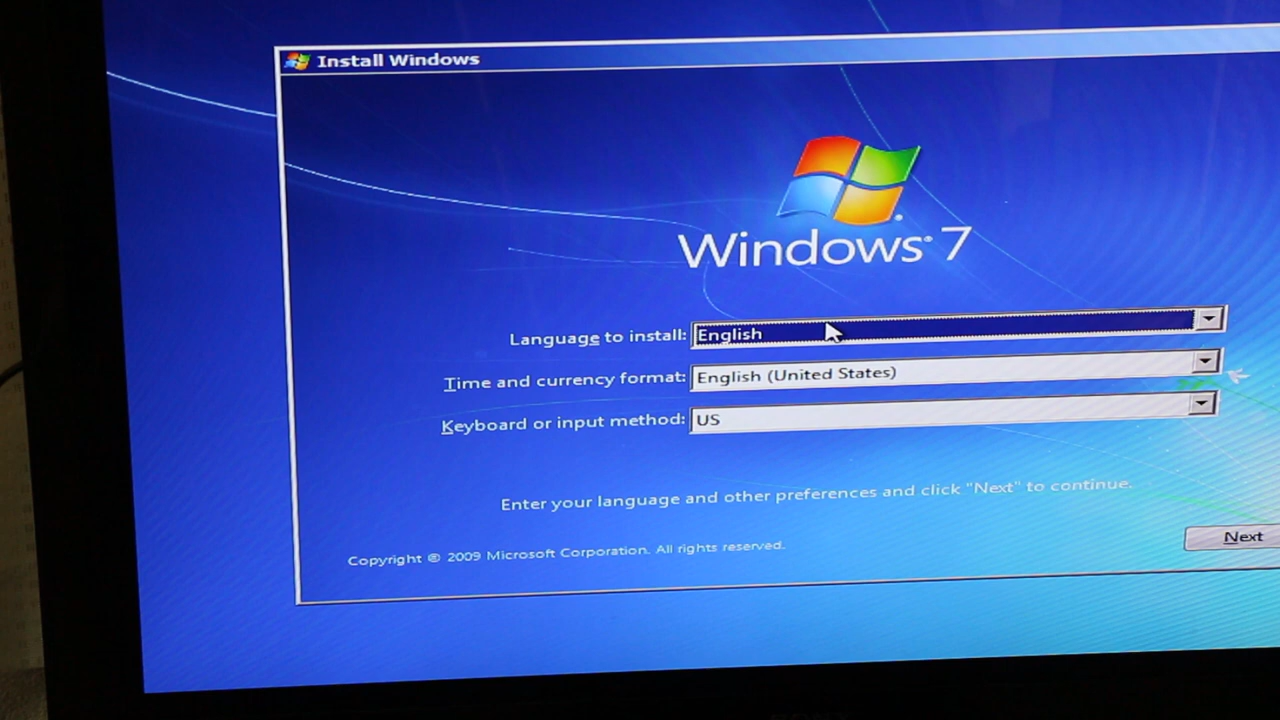 Install Windows
Windows® 7
Language to install: English
Time and currency format: English (United States)
Keyboard or input method: US
Enter your language and other preferences and click "Next" to continue.
Copyright © 2009 Microsoft Corporation. All rights reserved.
Next